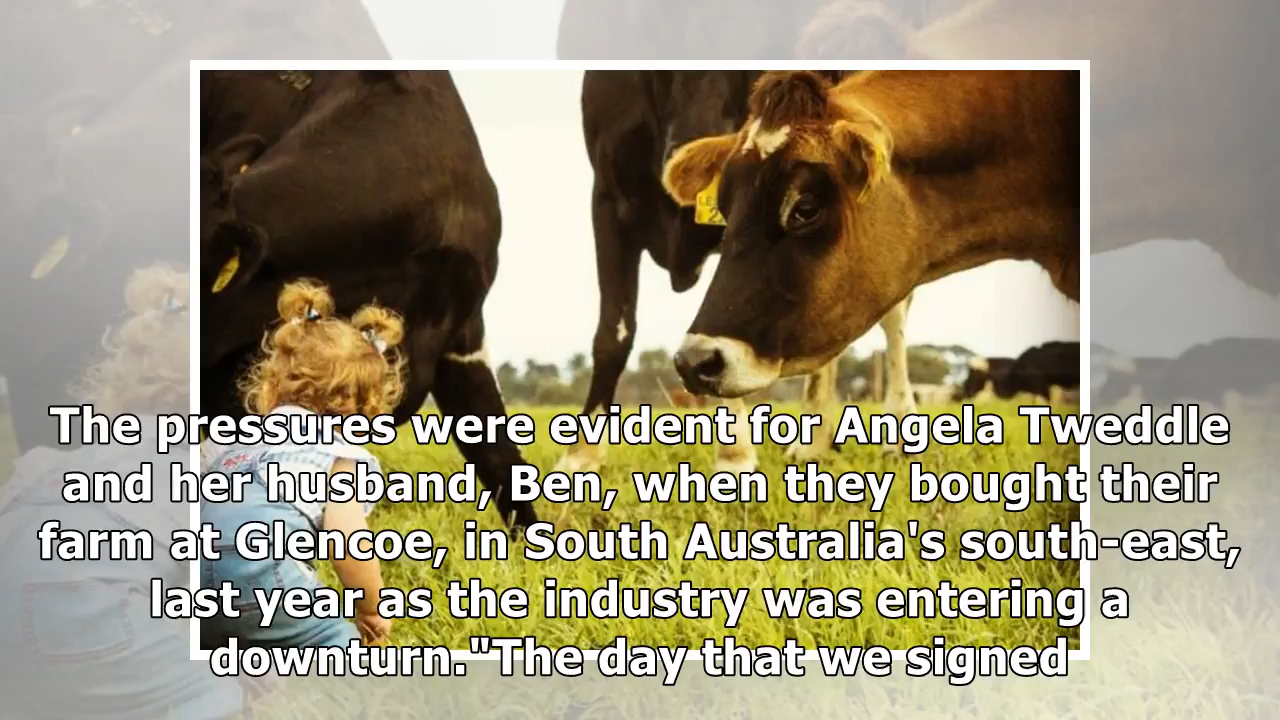 The pressures were evident for Angela Tweddle
and her husband, Ben, when they bought their
farm at Glencoe, in South Australia's south-east,
last year as the industry was entering a
downturn."The day that we signed